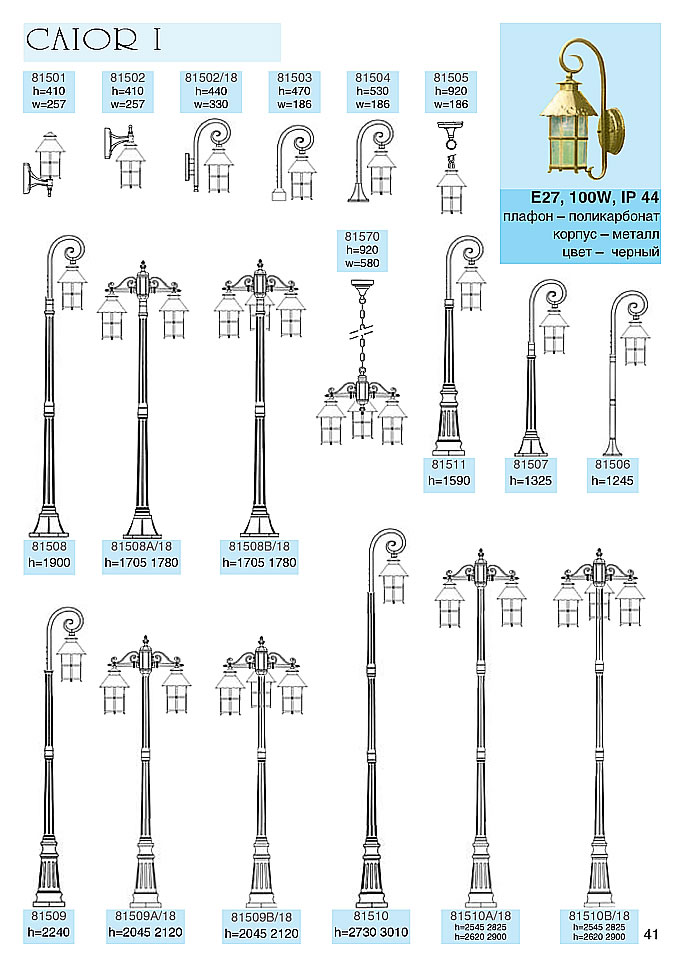 CAIOR I
81501
h=410
w=257
81502
h=410
w=257
81502/18
h=440
w=330
81503
h=470
w=186
81504
h=530
w=186
81505
h=920
w=186
E27, 100W, IP 44
плафон – поликарбонат
корпус – металл
цвет – черный
81570
h=920
w=580
81511
h=1590
81507
h=1325
81506
h=1245
81508
h=1900
81508A/18
h=1705 1780
81508B/18
h=1705 1780
81509
h=2240
81509A/18
h=2045 2120
81509B/18
h=2045 2120
81510
h=2730 3010
81510A/18
h=2545 2825
h=2620 2900
81510B/18
h=2545 2825
h=2620 2900
41